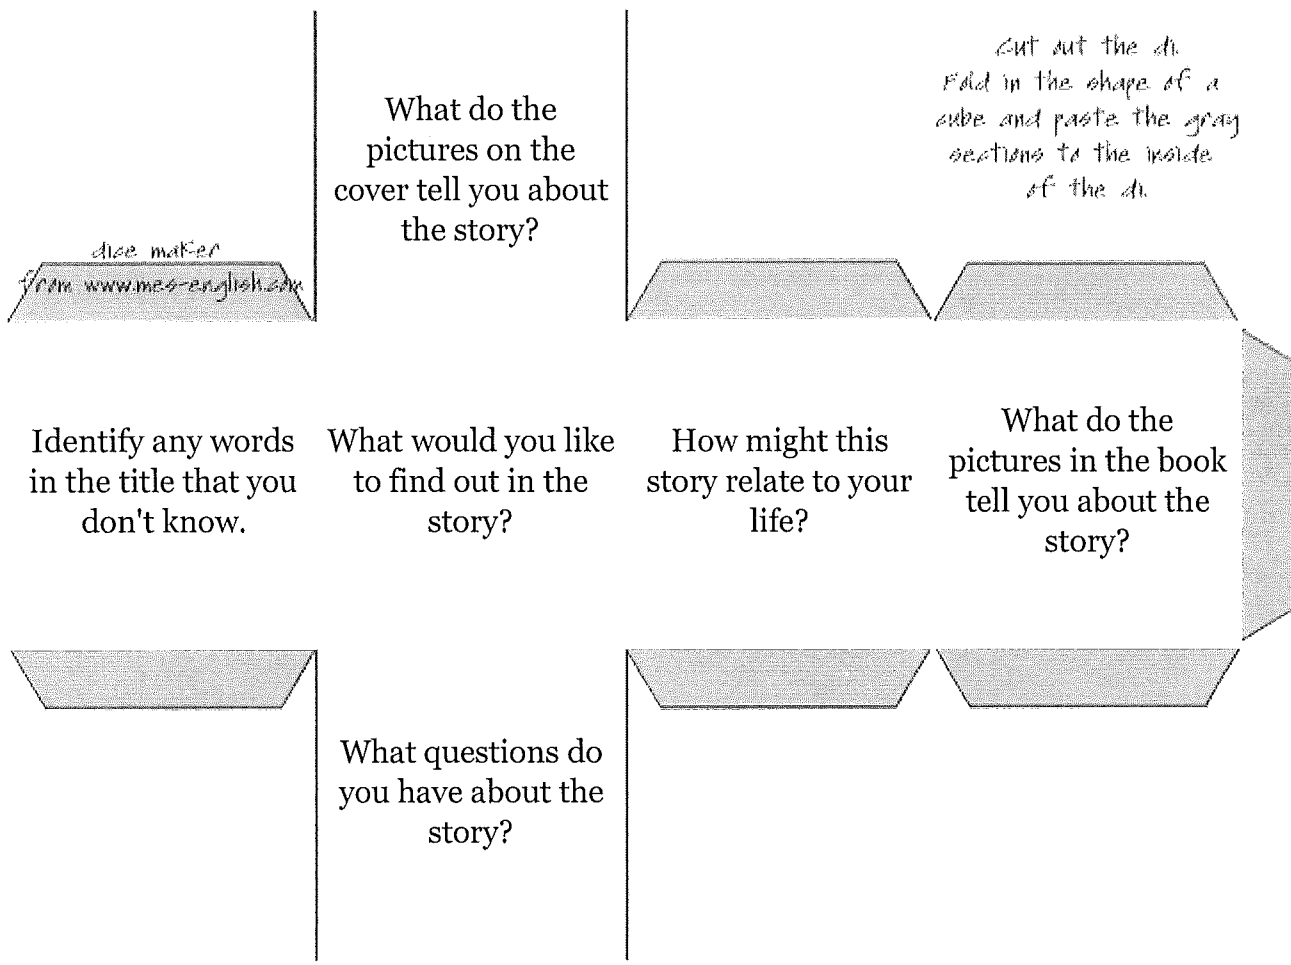 What do the
pictures on the
cover tell you about
the story?
Cut out the di.
Fold in the shape of a
cube and paste the gray
sections to the inside
of the di.
dice maker
from www.mes-english.com
Identify any words
in the title that you
don't know.
What would you like
to find out in the
story?
How might this
story relate to your
life?
What do the
pictures in the book
tell you about the
story?
What questions do
you have about the
story?